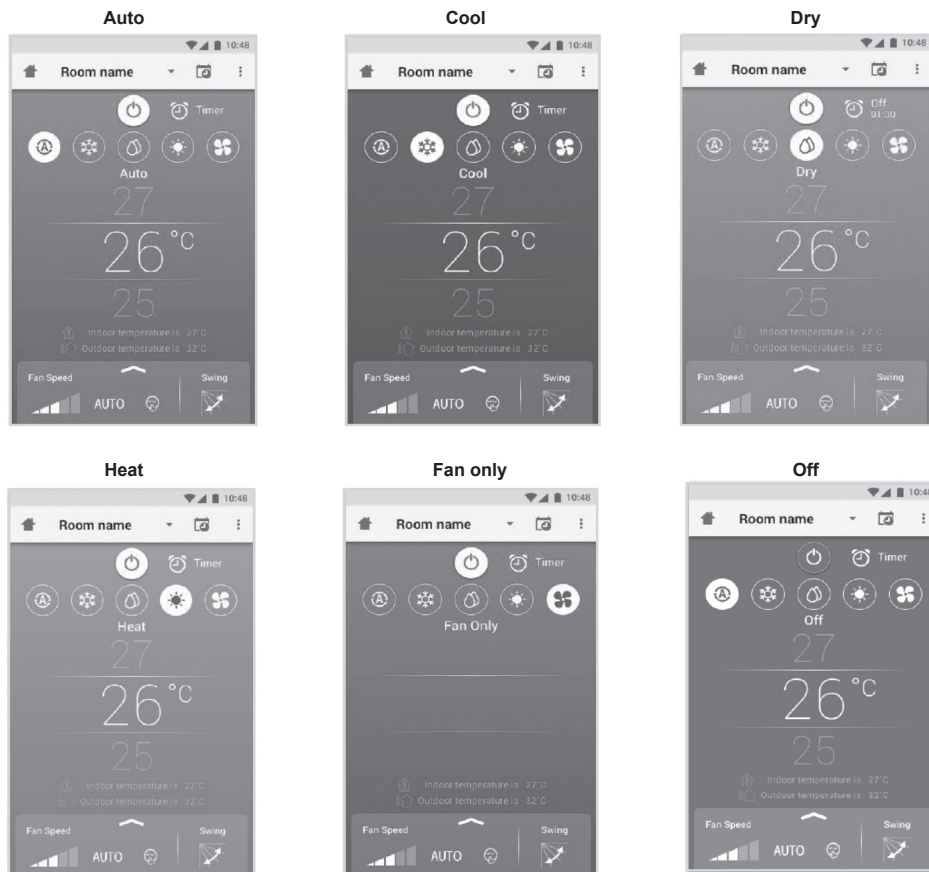 Auto
10:48
Room name
Timer
Auto
27
26°C
25
Indoor temperature is 27°C
Outdoor temperature is 32°C
Fan Speed
Swing
AUTO
Cool
10:48
Room name
Timer
Cool
27
26°C
25
Indoor temperature is 27°C
Outdoor temperature is 32°C
Fan Speed
Swing
AUTO
Dry
10:48
Room name
Off
01:30
Dry
27
26°C
25
Indoor temperature is 27°C
Outdoor temperature is 32°C
Fan Speed
Swing
AUTO
Heat
10:48
Room name
Timer
Heat
27
26°C
25
Indoor temperature is 27°C
Outdoor temperature is 32°C
Fan Speed
Swing
AUTO
Fan only
10:48
Room name
Timer
Fan Only
Indoor temperature is 27°C
Outdoor temperature is 32°C
Fan Speed
Swing
AUTO
Off
10:48
Room name
Timer
Off
27
26°C
25
Indoor temperature is 27°C
Outdoor temperature is 32°C
Fan Speed
Swing
AUTO